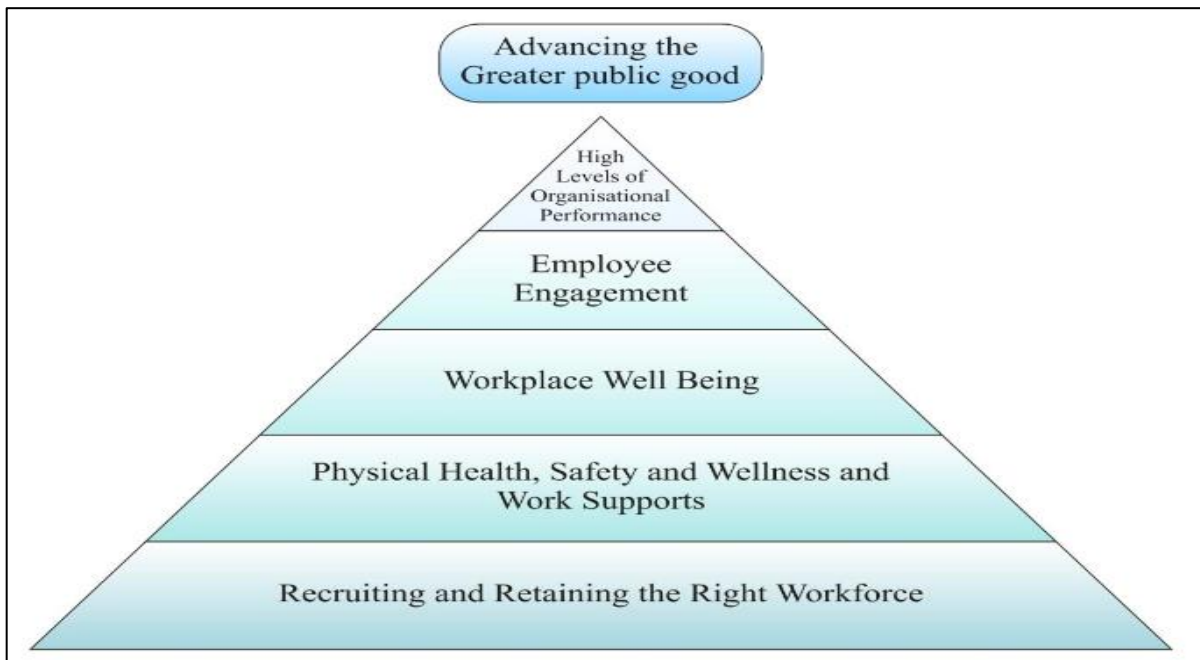 Advancing the
Greater public good
High
Levels of
Organisational
Performance
Employee
Engagement
Workplace Well Being
Physical Health, Safety and Wellness and
Work Supports
Recruiting and Retaining the Right Workforce